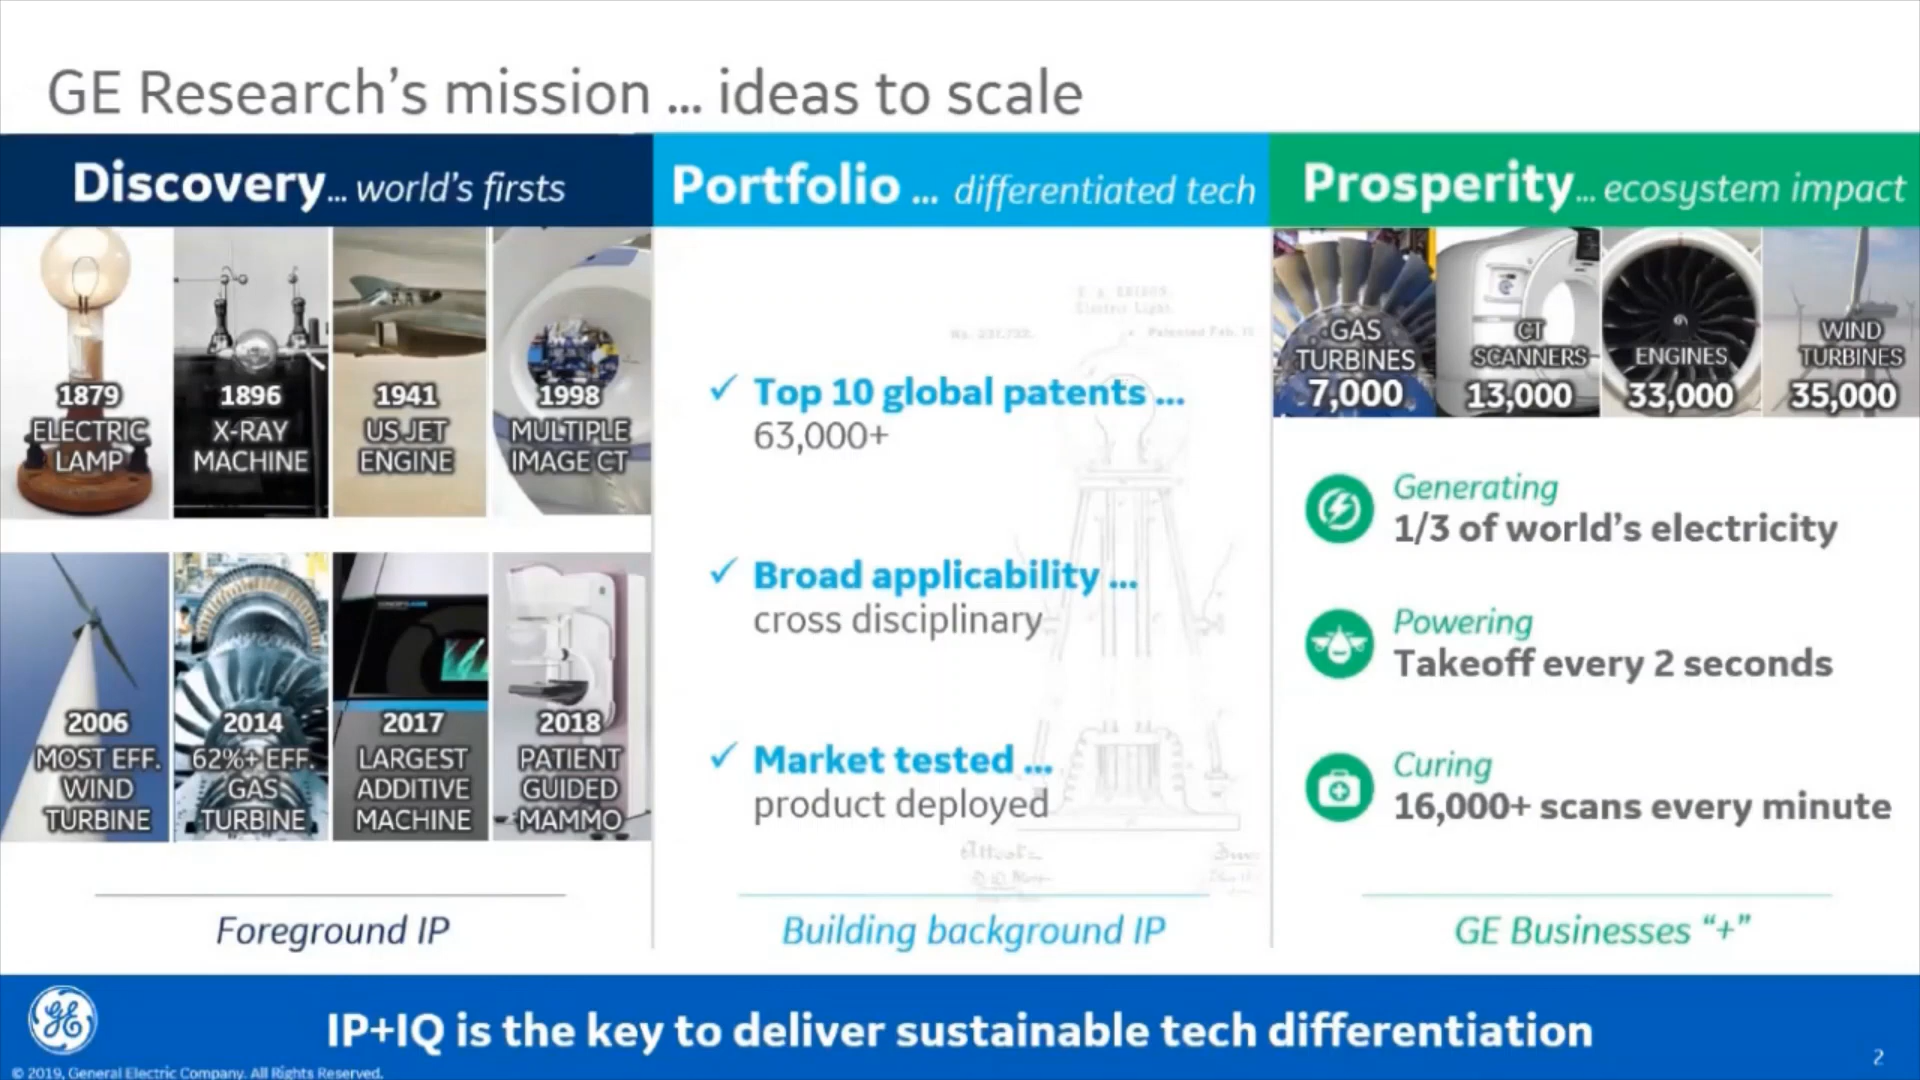 GE Research's mission ... ideas to scale
Discovery... world's firsts
1879
ELECTRIC
LAMP
1896
X-RAY
MACHINE
1941
US JET
ENGINE
1998
MULTIPLE
IMAGE CT
2006
MOST EFF.
WIND
TURBINE
2014
62%+ EFF.
GAS
TURBINE
2017
LARGEST
ADDITIVE
MACHINE
2018
PATIENT
GUIDED
MAMMO
Foreground IP
Portfolio ... differentiated tech
Electric Light
Patented Feb.
✓ Top 10 global patents ...
63,000+
✓ Broad applicability ...
cross disciplinary
✓ Market tested ...
product deployed
Building background IP
Prosperity... ecosystem impact
GAS
TURBINES
7,000
CT
SCANNERS
13,000
ENGINES
33,000
WIND
TURBINES
35,000
Generating
1/3 of world's electricity
Powering
Takeoff every 2 seconds
Curing
16,000+ scans every minute
GE Businesses “+”
IP+IQ is the key to deliver sustainable tech differentiation
© 2019, General Electric Company. All Rights Reserved.
2